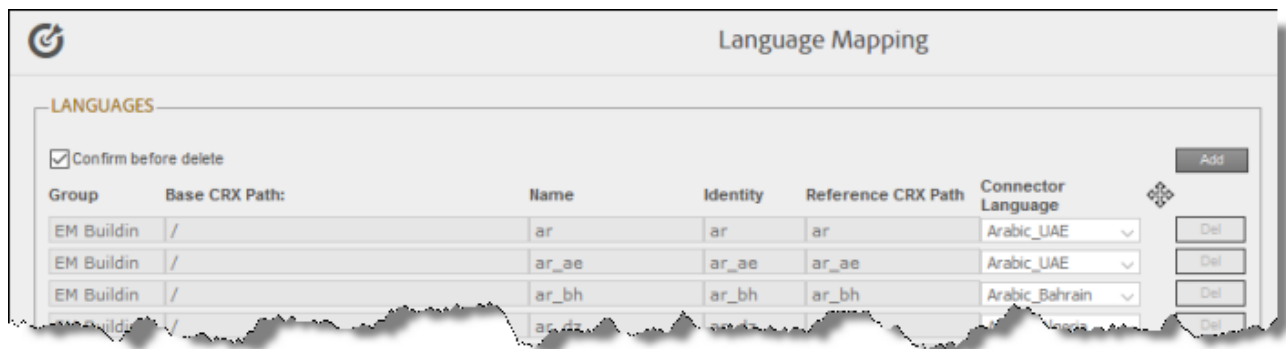 Language Mapping
LANGUAGES
Confirm before delete
Add
Group Base CRX Path: Name Identity Reference CRX Path Connector Language
EM Buildin / ar ar ar Arabic_UAE Del
EM Buildin / ar_ae ar_ae ar_ae Arabic_UAE Del
EM Buildin / ar_bh ar_bh ar_bh Arabic_Bahrain Del
/ Del